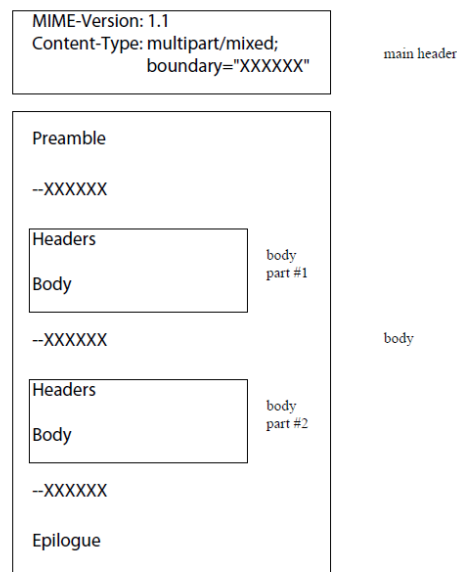 MIME-Version: 1.1
Content-Type: multipart/mixed;
boundary="XXXXXX"
main header
Preamble
--XXXXXX
Headers
Body
body
part #1
--XXXXXX
body
Headers
Body
body
part #2
--XXXXXX
Epilogue